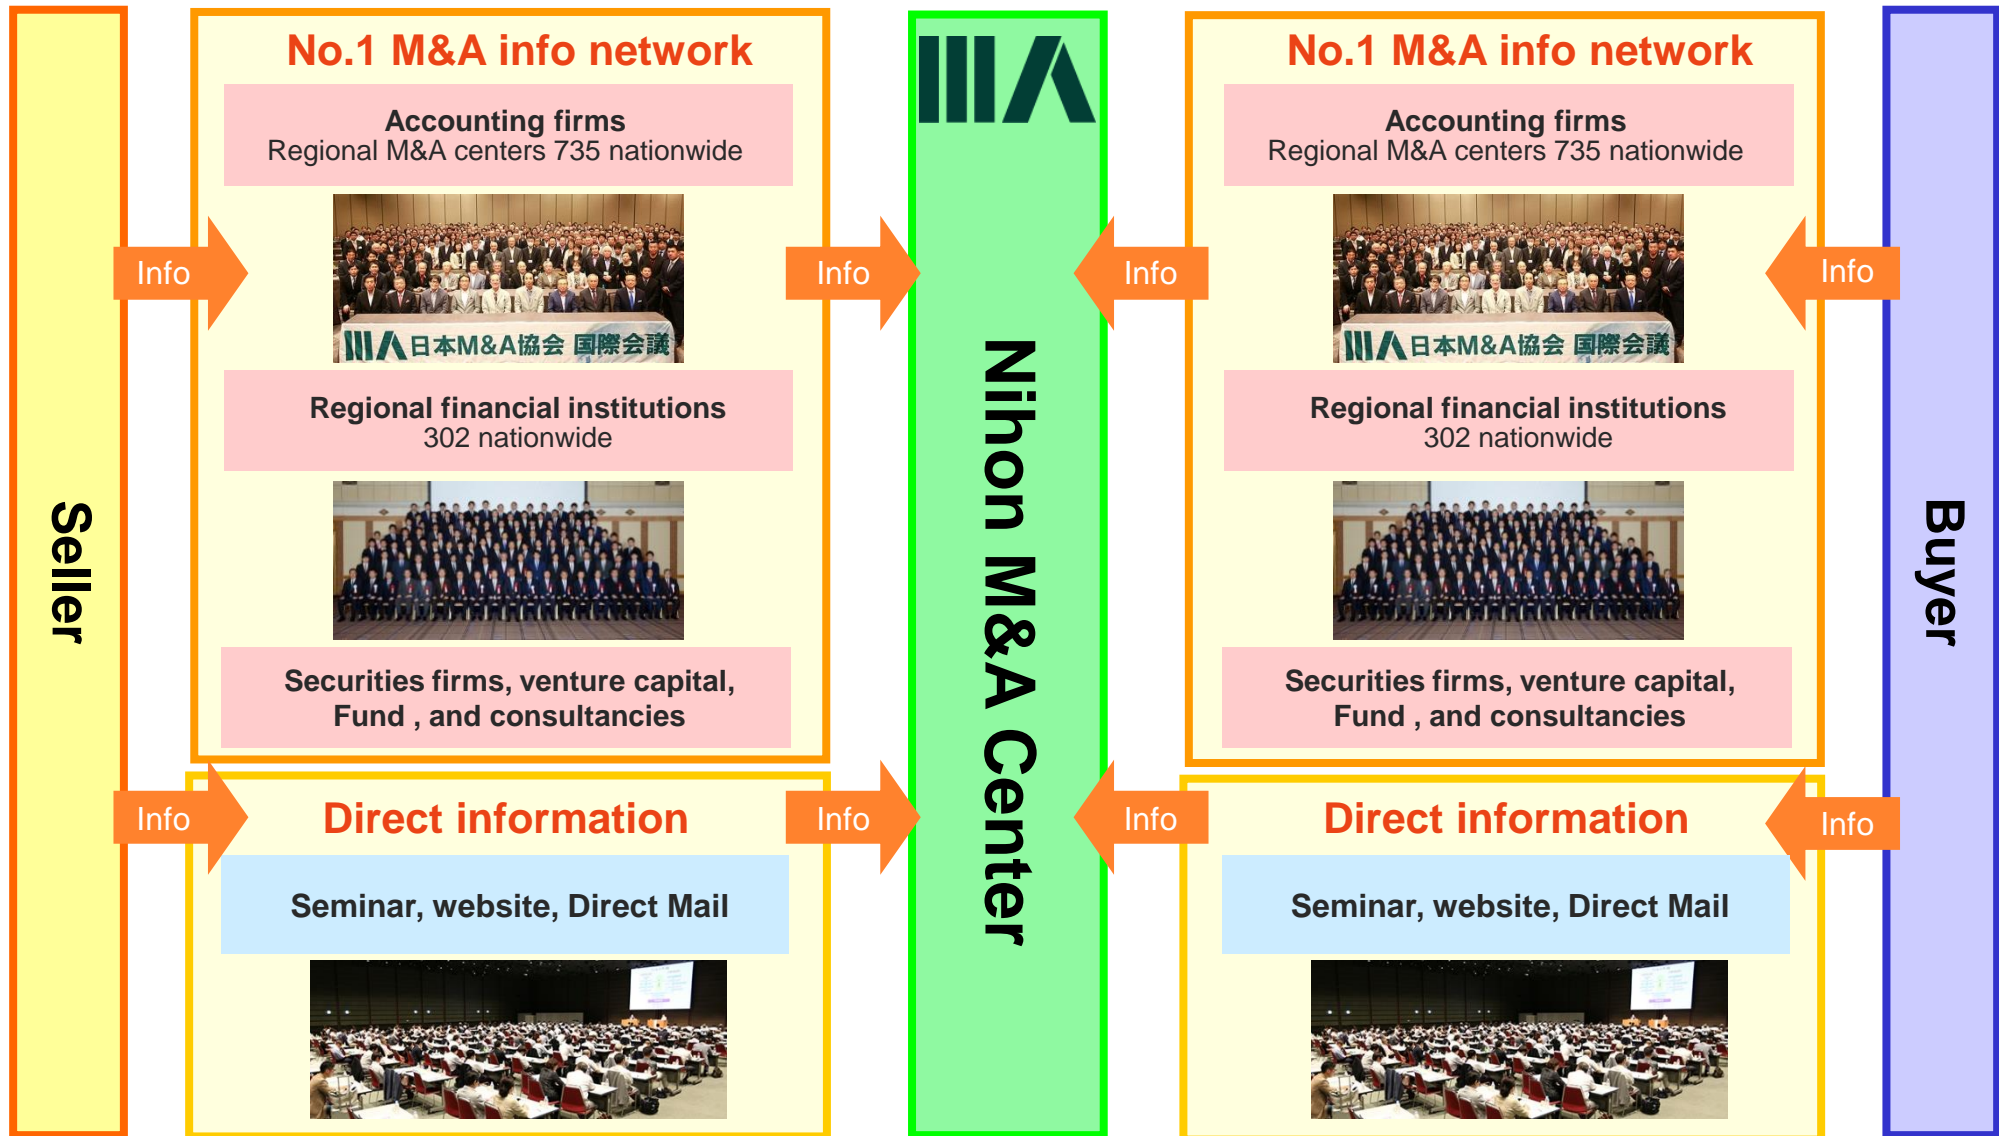 Seller
No.1 M&A info network
Accounting firms
Regional M&A centers 735 nationwide
日本M&A協会 国際会議
Regional financial institutions
302 nationwide
Securities firms, venture capital,
Fund , and consultancies
Info
Info
Direct information
Seminar, website, Direct Mail
Info
Info
Nihon M&A Center
Info
Info
No.1 M&A info network
Accounting firms
Regional M&A centers 735 nationwide
日本M&A協会 国際会議
Regional financial institutions
302 nationwide
Securities firms, venture capital,
Fund , and consultancies
Direct information
Seminar, website, Direct Mail
Info
Info
Buyer